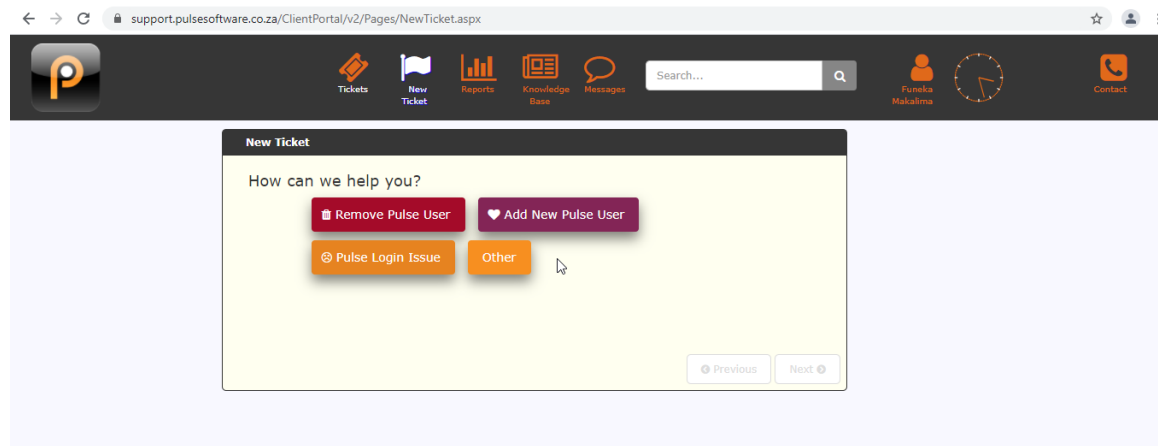 support.pulsesoftware.co.za/ClientPortal/v2/Pages/NewTicket.aspx
p
Tickets
New
Ticket
Reports
Knowledge
Base
Messages
Search...
Funeka
Makalima
Contact
New Ticket
How can we help you?
Remove Pulse User
Add New Pulse User
Pulse Login Issue
Other
Previous
Next